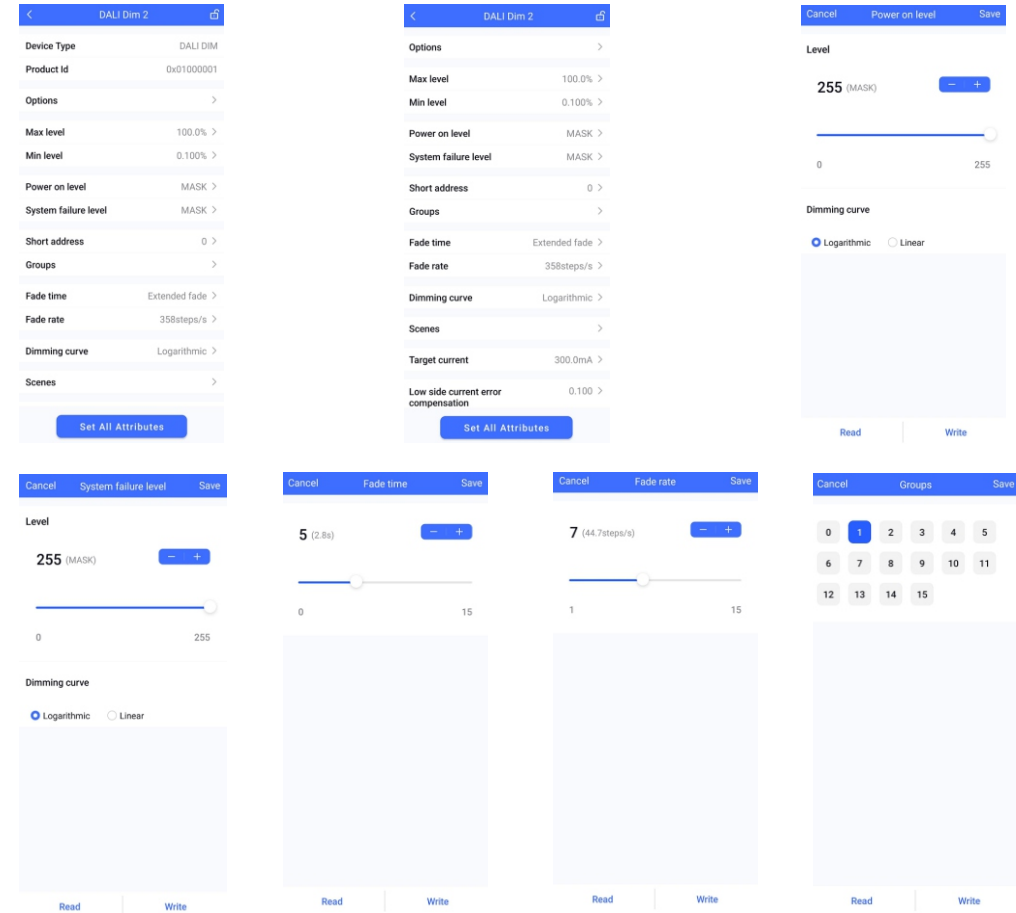 DALI Dim 2
Device Type DALI DIM
Product Id 0x01000001
Options
Max level 100.0%
Min level 0.100%
Power on level MASK
System failure level MASK
Short address 0
Groups
Fade time Extended fade
Fade rate 358steps/s
Dimming curve Logarithmic
Scenes
Set All Attributes
DALI Dim 2
Options
Max level 100.0%
Min level 0.100%
Power on level MASK
System failure level MASK
Short address 0
Groups
Fade time Extended fade
Fade rate 358steps/s
Dimming curve Logarithmic
Scenes
Target current 300.0mA
Low side current error 0.100
compensation
Set All Attributes
Cancel Power on level Save
Level
255 (MASK) - +
0 255
Dimming curve
Logarithmic Linear
Read Write
Cancel System failure level Save
Level
255 (MASK) - +
0 255
Dimming curve
Logarithmic Linear
Read Write
Cancel Fade time Save
5 (2.8s) - +
0 15
Read Write
Cancel Fade rate Save
7 (44.7steps/s) - +
1 15
Read Write
Cancel Groups Save
0 1 2 3 4 5
6 7 8 9 10 11
12 13 14 15
Read Write